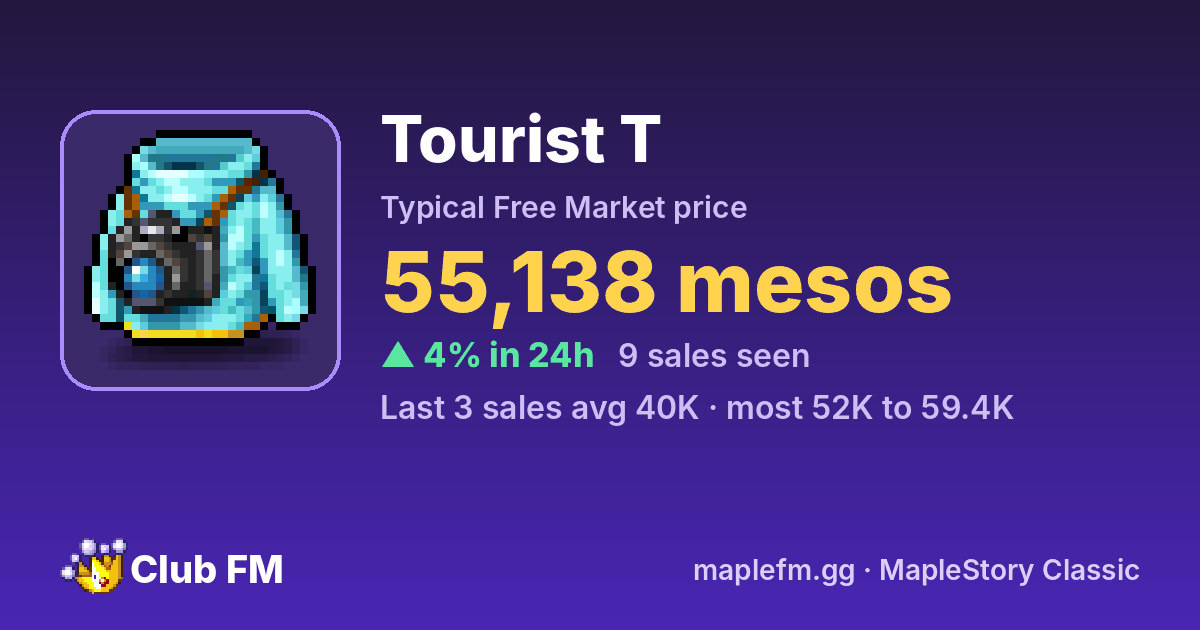 Tourist T
Typical Free Market price
55,138 mesos
▲ 4% in 24h 9 sales seen
Last 3 sales avg 40K · most 52K to 59.4K
Club FM
maplefm.gg · MapleStory Classic